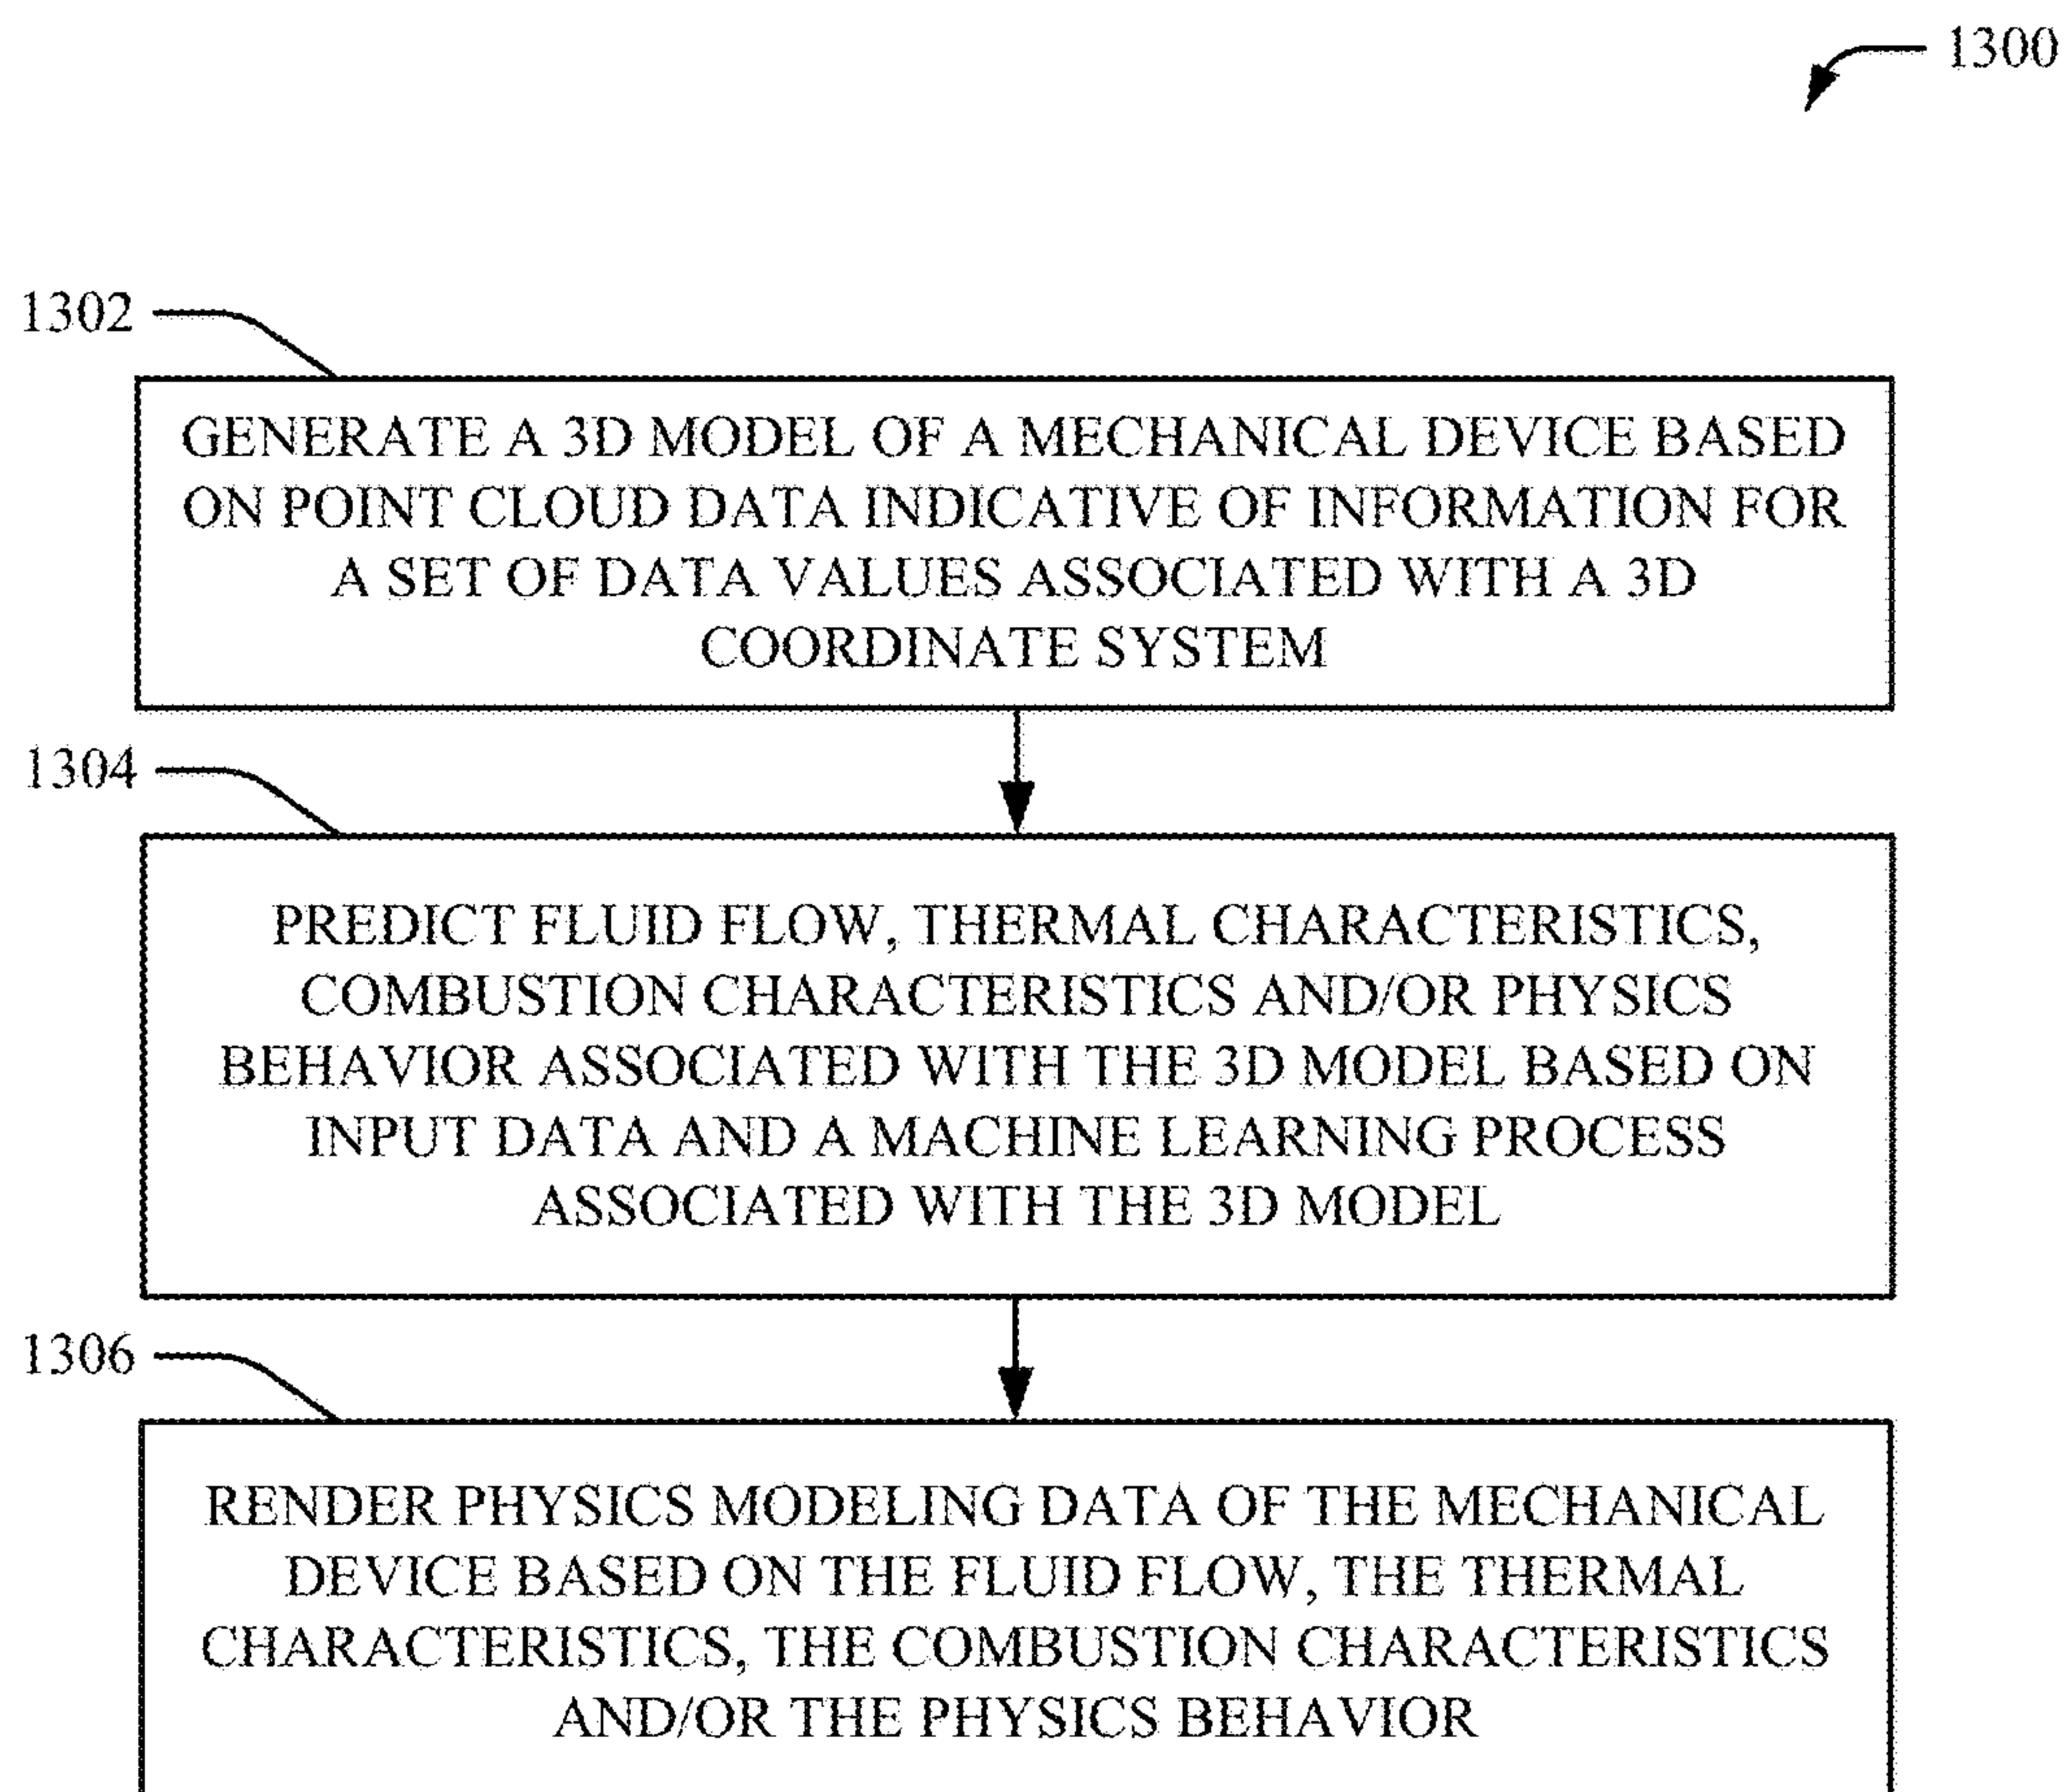 1300
1302
GENERATE A 3D MODEL OF A MECHANICAL DEVICE BASED
ON POINT CLOUD DATA INDICATIVE OF INFORMATION FOR
A SET OF DATA VALUES ASSOCIATED WITH A 3D
COORDINATE SYSTEM
1304
PREDICT FLUID FLOW, THERMAL CHARACTERISTICS,
COMBUSTION CHARACTERISTICS AND/OR PHYSICS
BEHAVIOR ASSOCIATED WITH THE 3D MODEL BASED ON
INPUT DATA AND A MACHINE LEARNING PROCESS
ASSOCIATED WITH THE 3D MODEL
1306
RENDER PHYSICS MODELING DATA OF THE MECHANICAL
DEVICE BASED ON THE FLUID FLOW, THE THERMAL
CHARACTERISTICS, THE COMBUSTION CHARACTERISTICS
AND/OR THE PHYSICS BEHAVIOR